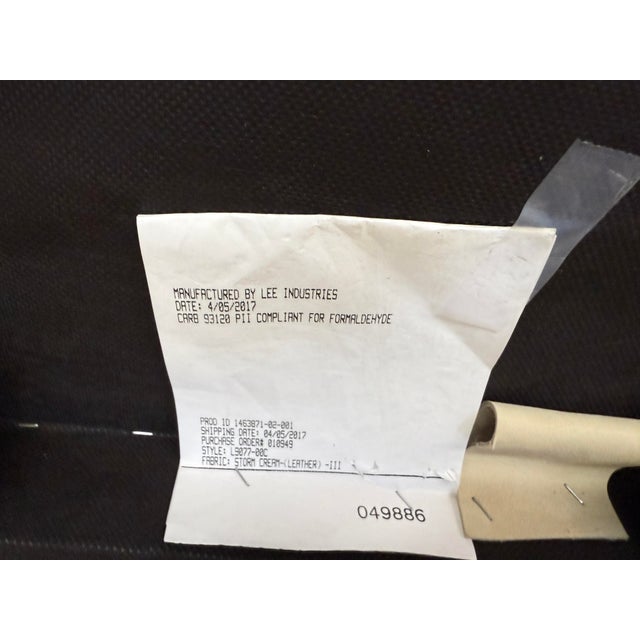 MANUFACTURED BY LEE INDUSTRIES
DATE: 4/05/2017
CARB 93120 PII COMPLIANT FOR FORMALDEHYDE
PROD ID 1463871-02-001
SHIPPING DATE: 04/05/2017
PURCHASE ORDER# 010949
STYLE: L9077-00C
FABRIC: STORM CREAM-(LEATHER) -III
049886